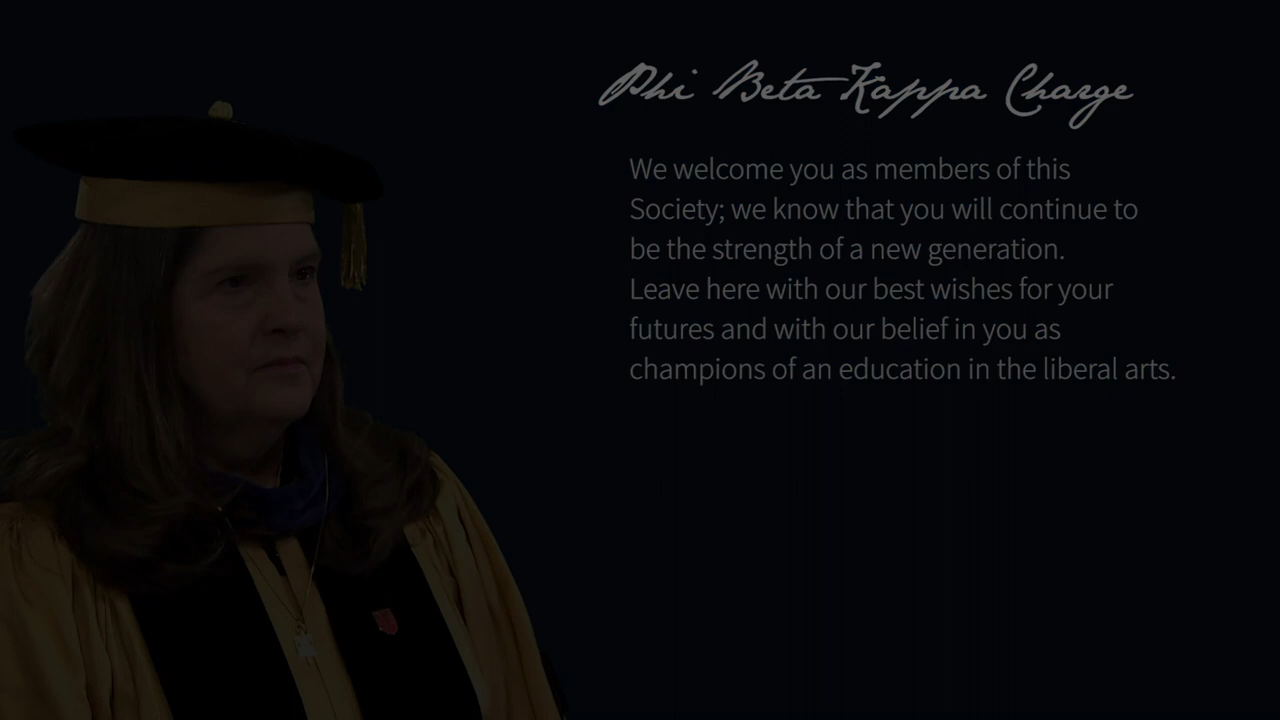 Phi Beta Kappa Charge
We welcome you as members of this
Society; we know that you will continue to
be the strength of a new generation.
Leave here with our best wishes for your
futures and with our belief in you as
champions of an education in the liberal arts.